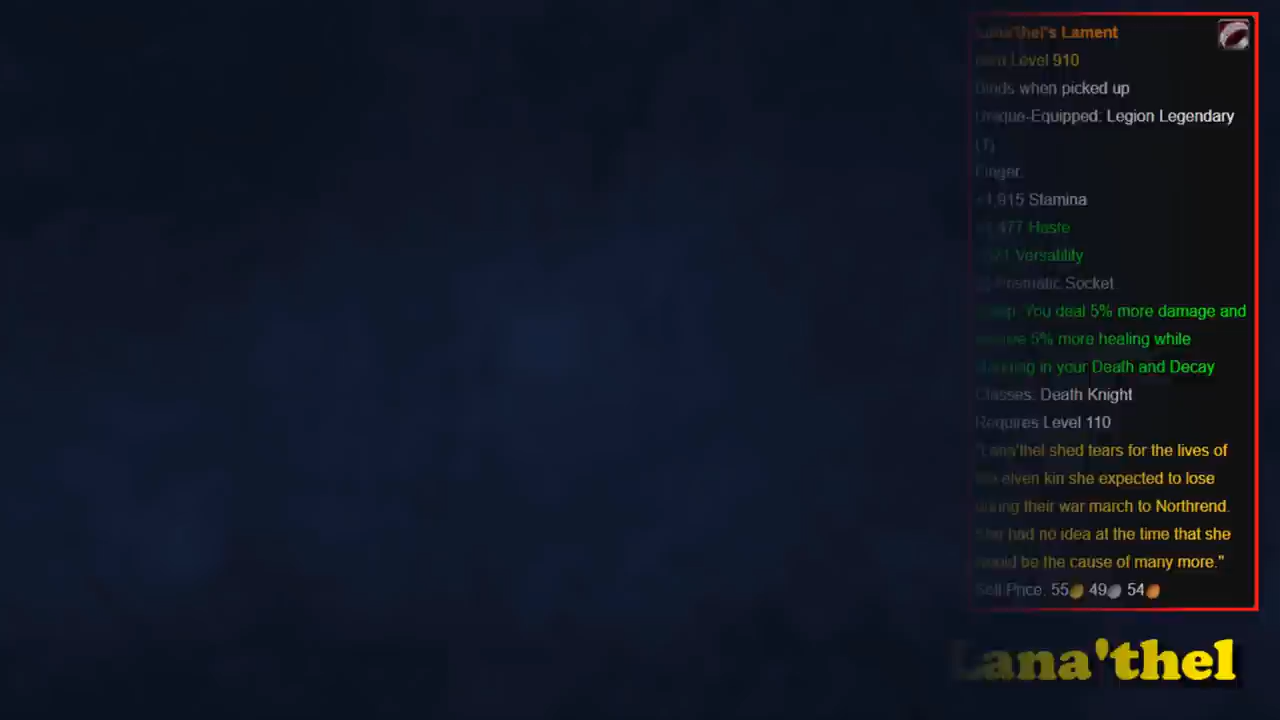 Lana'thel's Lament
Item Level 910
Binds when picked up
Unique-Equipped: Legion Legendary
(1)
Finger
+1,915 Stamina
+1,477 Haste
Versatility
Prismatic Socket
Equip: You deal 5% more damage and
receive 5% more healing while
standing in your Death and Decay
Classes: Death Knight
Requires Level 110
"Lana'thel shed tears for the lives of
the elven kin she expected to lose
during their war march to Northrend.
She had no idea at the time that she
would be the cause of many more."
Sell Price: 55 49 54
Lana'thel